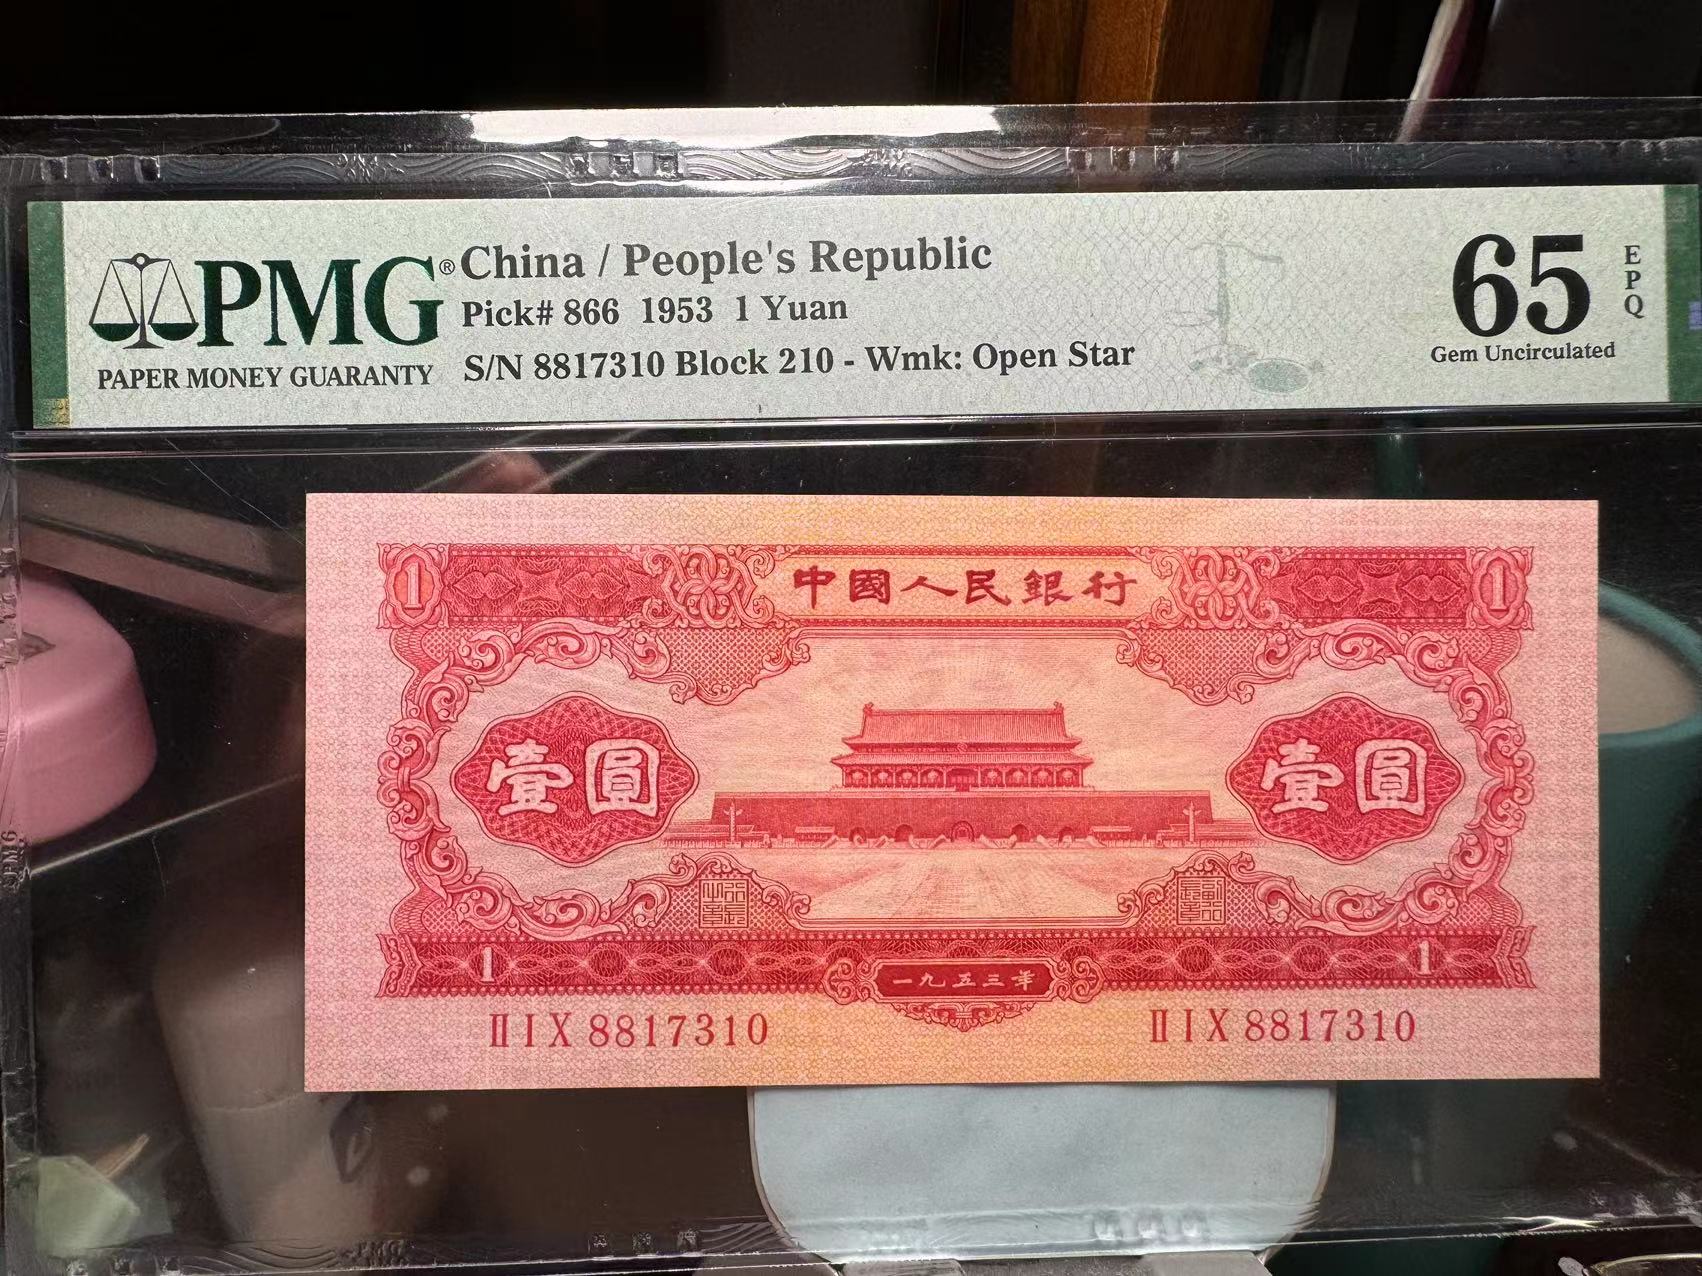 PMG® China / People's Republic
Pick# 866 1953 1 Yuan
PAPER MONEY GUARANTY S/N 8817310 Block 210 - Wmk: Open Star
65 EPQ
Gem Uncirculated
1 中國人民銀行 1
壹圓 壹圓
1 一九五三年 1
II I X 8817310 II I X 8817310